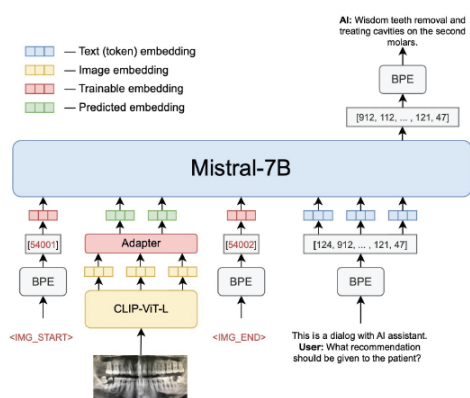 AI: Wisdom teeth removal and
treating cavities on the second
molars.
— Text (token) embedding
— Image embedding
— Trainable embedding
— Predicted embedding
BPE
[912, 112, ... , 121, 47]
Mistral-7B
[54001]
Adapter
[54002]
[124, 912, ... , 121, 47]
BPE
CLIP-ViT-L
BPE
BPE
<IMG_START>
<IMG_END>
This is a dialog with AI assistant.
User: What recommendation
should be given to the patient?